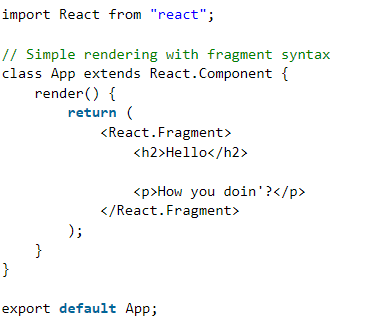 import React from "react";

// Simple rendering with fragment syntax
class App extends React.Component {
    render() {
        return (
            <React.Fragment>
                <h2>Hello</h2>

                <p>How you doin'?</p>
            </React.Fragment>
        );
    }
}

export default App;